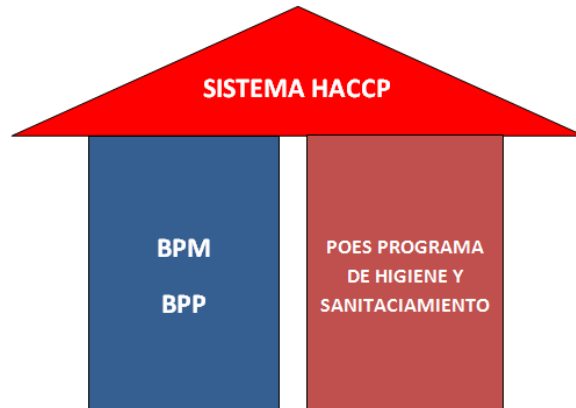 SISTEMA HACCP
BPM
BPP
POES PROGRAMA
DE HIGIENE Y
SANITACIAMIENTO